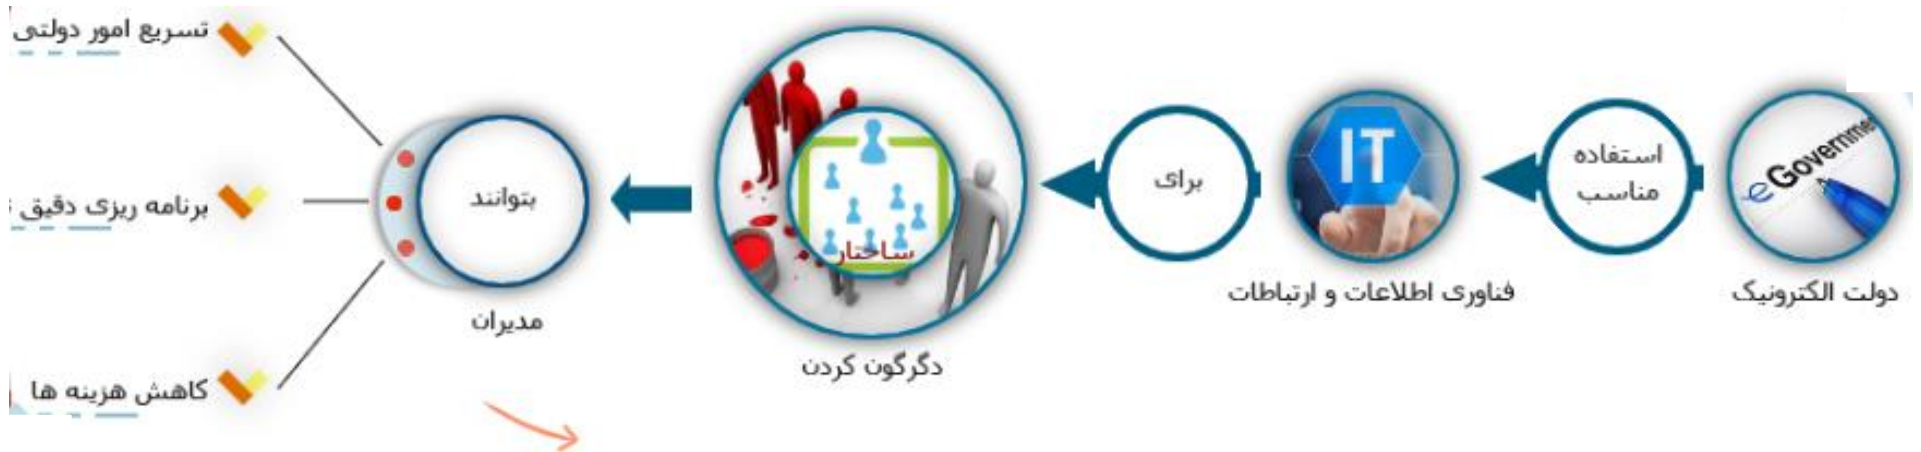 eGovernme
دولت الکترونیک
استفاده
مناسب
IT
فناوری اطلاعات و ارتباطات
برای
ساختار
دگرگون کردن
بتوانند
مدیران
تسریع امور دولتی
برنامه ریزی دقیق
کاهش هزینه ها